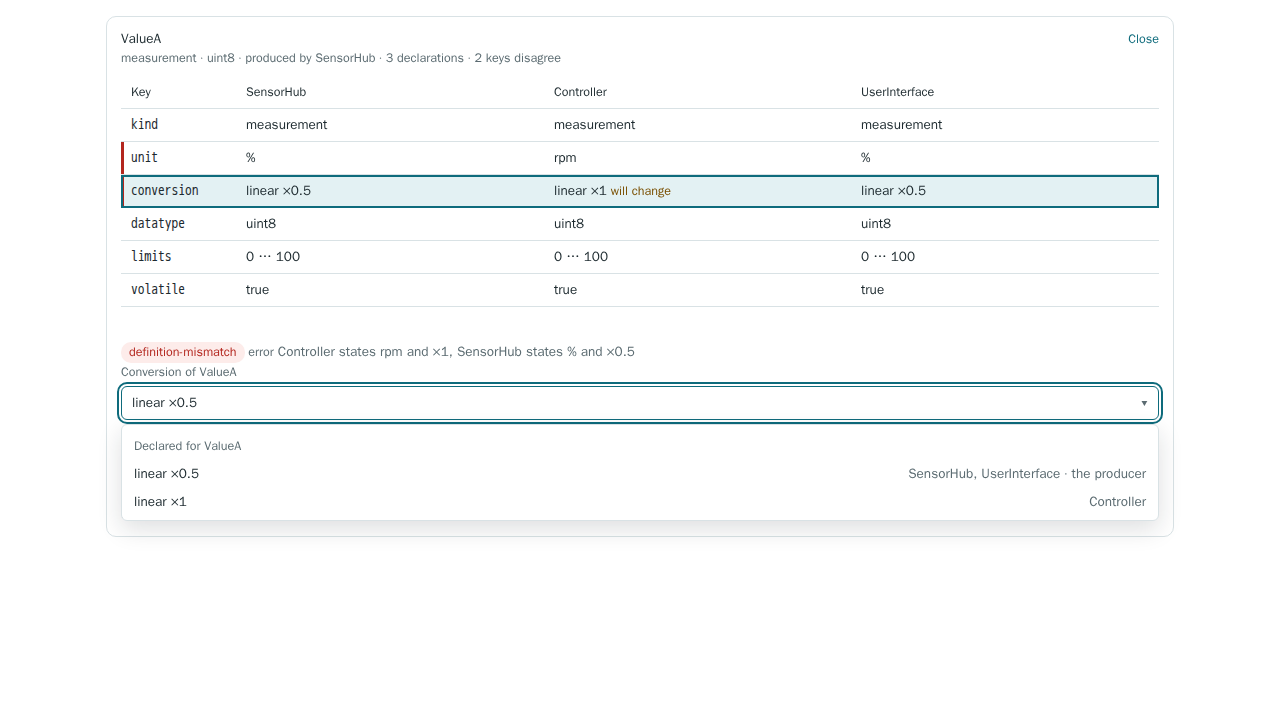 ValueA
Close
measurement · uint8 · produced by SensorHub · 3 declarations · 2 keys disagree
Key SensorHub Controller UserInterface
kind measurement measurement measurement
unit % rpm %
conversion linear ×0.5 linear ×1 will change linear ×0.5
datatype uint8 uint8 uint8
limits 0 ··· 100 0 ··· 100 0 ··· 100
volatile true true true
definition-mismatch error Controller states rpm and ×1, SensorHub states % and ×0.5
Conversion of ValueA
linear ×0.5 ▾
Declared for ValueA
linear ×0.5 SensorHub, UserInterface · the producer
linear ×1 Controller